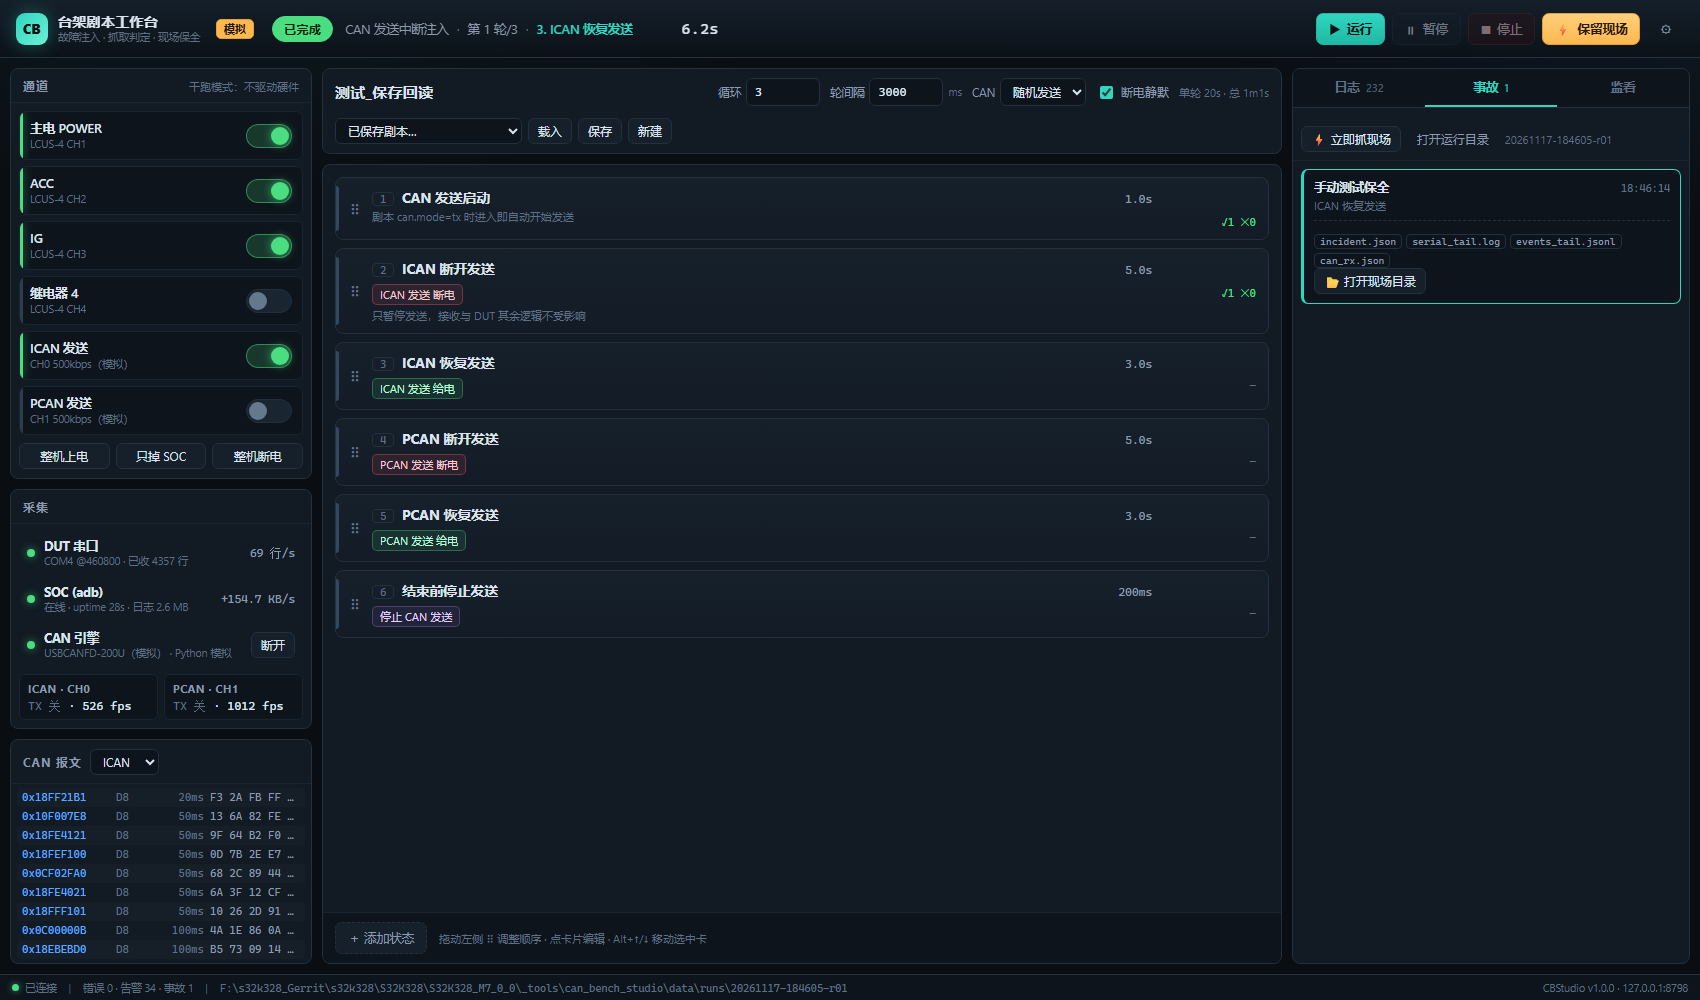 CB
台架剧本工作台
故障注入 · 抓取判定 · 现场保全
模拟
已完成
CAN 发送中断注入 · 第 1 轮/3 · 3. ICAN 恢复发送
6.2s
运行
暂停
停止
保留现场
通道
干跑模式：不驱动硬件
主电 POWER
LCUS-4 CH1
ACC
LCUS-4 CH2
IG
LCUS-4 CH3
继电器 4
LCUS-4 CH4
ICAN 发送
CH0 500kbps（模拟）
PCAN 发送
CH1 500kbps（模拟）
整机上电
只掉 SOC
整机断电
采集
DUT 串口
COM4 @460800 · 已收 4357 行
69 行/s
SOC (adb)
在线 · uptime 28s · 日志 2.6 MB
+154.7 KB/s
CAN 引擎
USBCANFD-200U（模拟） · Python 模拟
断开
ICAN · CH0
TX 关 · 526 fps
PCAN · CH1
TX 关 · 1012 fps
CAN 报文
ICAN
0x18FF21B1 D8 20ms F3 2A FB FF …
0x10F007E8 D8 50ms 13 6A 82 FE …
0x18FE4121 D8 50ms 9F 64 B2 F0 …
0x18FEF100 D8 50ms 0D 7B 2E E7 …
0x0CF02FA0 D8 50ms 68 2C 89 44 …
0x18FE4021 D8 50ms 6A 3F 12 CF …
0x18FFF101 D8 50ms 10 26 2D 91 …
0x0C00000B D8 100ms 4A 1E 86 0A …
0x18EBEBD0 D8 100ms B5 73 09 14 …
测试_保存回读
循环 3
轮间隔 3000 ms
CAN 随机发送
断电静默
单轮 20s · 总 1m1s
已保存剧本...
载入
保存
新建
1 CAN 发送启动
1.0s
剧本 can.mode=tx 时进入即自动开始发送
✓1 ✕0
2 ICAN 断开发送
5.0s
ICAN 发送 断电
✓1 ✕0
只暂停发送，接收与 DUT 其余逻辑不受影响
3 ICAN 恢复发送
3.0s
ICAN 发送 给电
–
4 PCAN 断开发送
5.0s
PCAN 发送 断电
–
5 PCAN 恢复发送
3.0s
PCAN 发送 给电
–
6 结束前停止发送
200ms
停止 CAN 发送
–
+ 添加状态
拖动左侧 ⠿ 调整顺序 · 点卡片编辑 · Alt+↑/↓ 移动选中卡
日志 232
事故 1
监看
立即抓现场
打开运行目录
20261117-184605-r01
手动测试保全
18:46:14
ICAN 恢复发送
incident.json
serial_tail.log
events_tail.jsonl
can_rx.json
打开现场目录
已连接 | 错误 0 · 告警 34 · 事故 1 | F:\s32k328_Gerrit\s32k328\S32K328\S32K328_M7_0_0\_tools\can_bench_studio\data\runs\20261117-184605-r01
CBStudio v1.0.0 · 127.0.0.1:8798